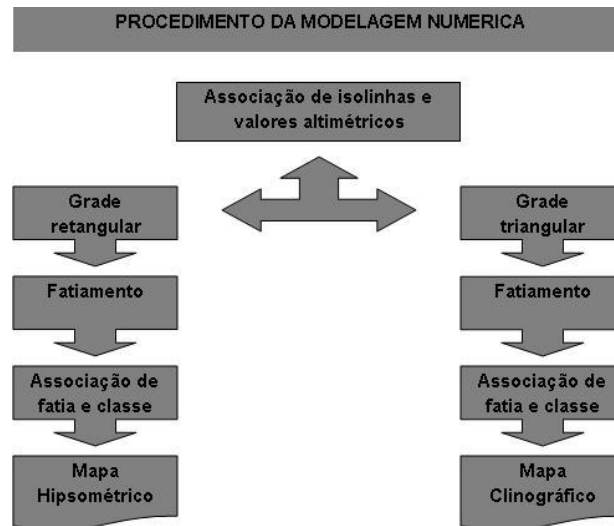 PROCEDIMENTO DA MODELAGEM NUMERICA
Associação de isolinhas e
valores altimétricos
Grade
retangular
Fatiamento
Associação de
fatia e classe
Mapa
Hipsométrico
Grade
triangular
Fatiamento
Associação de
fatia e classe
Mapa
Clinográfico